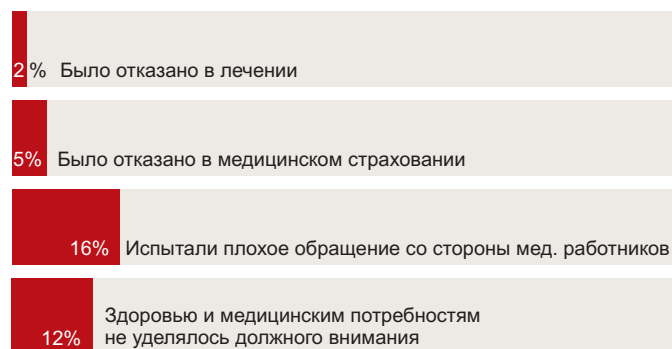 2 % Было отказано в лечении
5% Было отказано в медицинском страховании
16% Испытали плохое обращение со стороны мед. работников
Здоровью и медицинским потребностям
12% не уделялось должного внимания